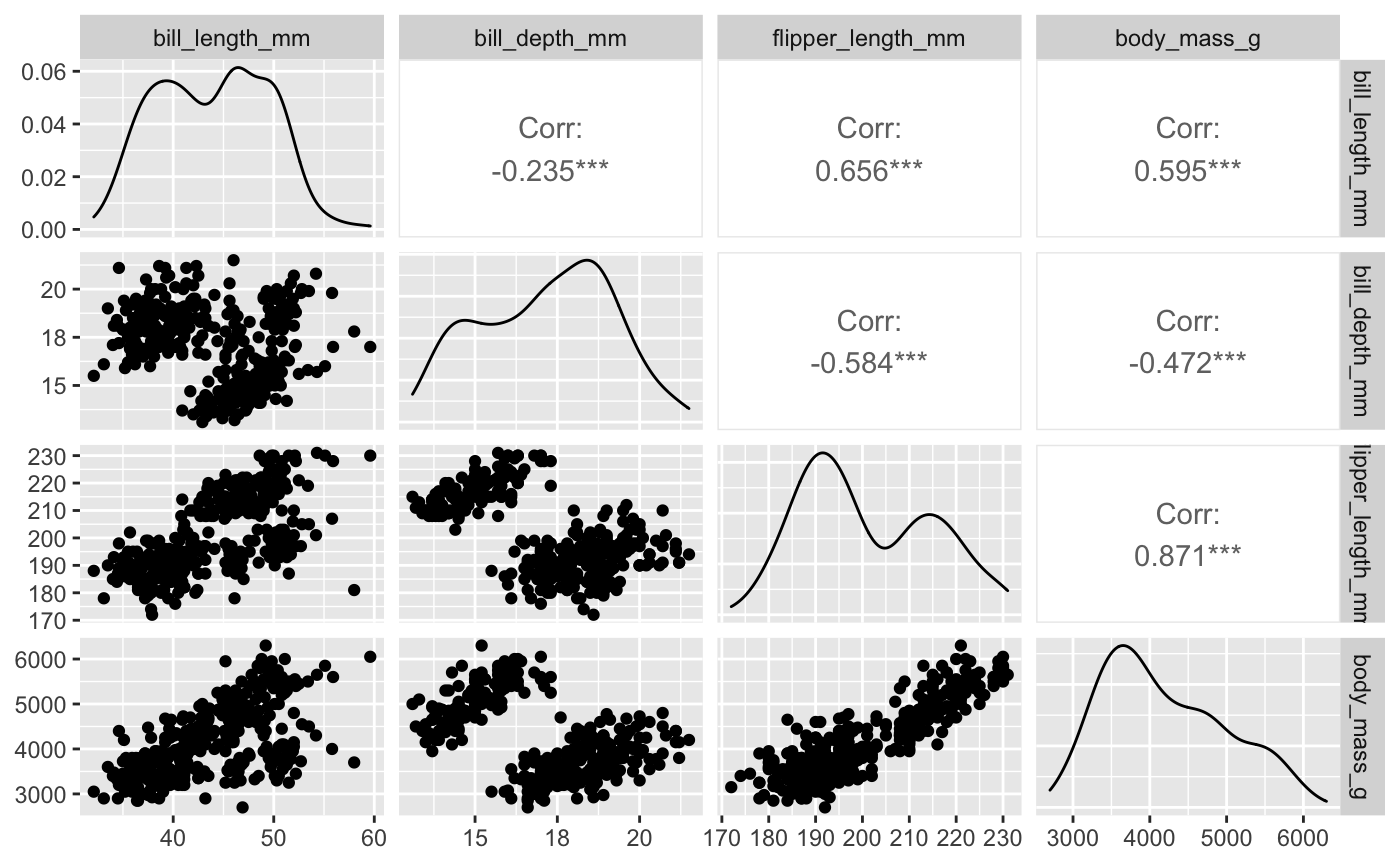 bill_length_mm bill_depth_mm flipper_length_mm body_mass_g
0.06
0.04
0.02
0.00
Corr:
-0.235***
Corr:
0.656***
Corr:
0.595***
bill_length_mm
20
18
15
Corr:
-0.584***
Corr:
-0.472***
bill_depth_mm
230
220
210
200
190
180
170
Corr:
0.871***
lipper_length_mm
6000
5000
4000
3000
body_mass_g
40 50 60 15 18 20 170 180 190 200 210 220 230 3000 4000 5000 6000